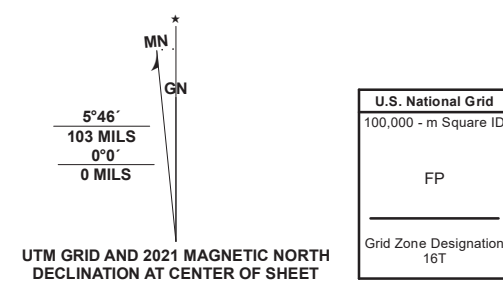 ★
MN
GN
5°46´
103 MILS
0°0´
0 MILS
UTM GRID AND 2021 MAGNETIC NORTH
DECLINATION AT CENTER OF SHEET
U.S. National Grid
100,000 - m Square ID
FP
Grid Zone Designation
16T